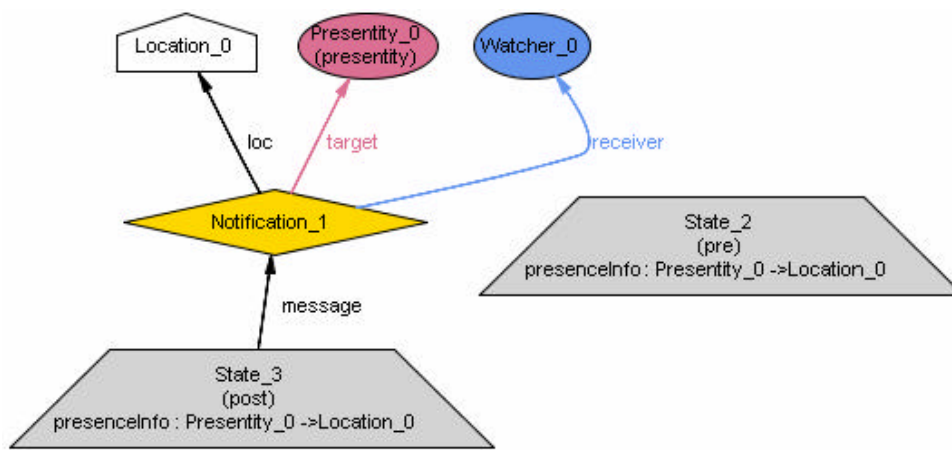 Location_0
Presentity_0
(presentity)
Watcher_0
loc
target
receiver
Notification_1
State_2
(pre)
presenceInfo : Presentity_0 ->Location_0
message
State_3
(post)
presenceInfo : Presentity_0 ->Location_0